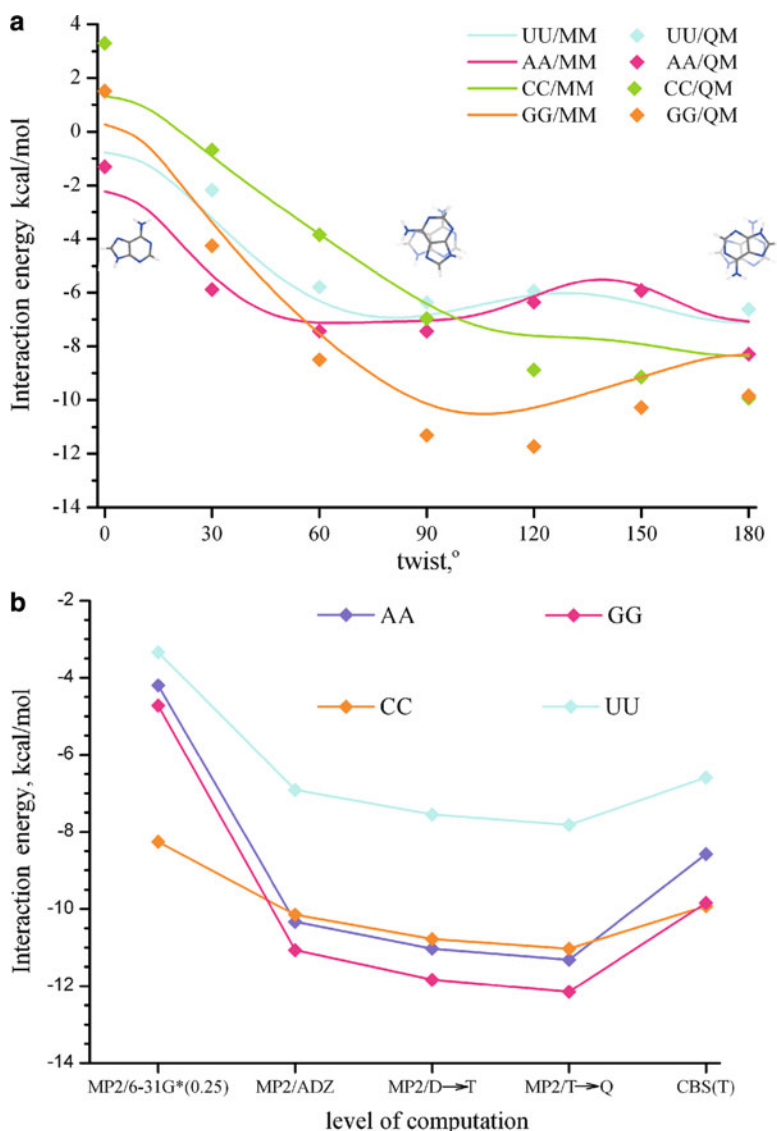 a
UU/MM UU/QM
AA/MM AA/QM
CC/MM CC/QM
GG/MM GG/QM
Interaction energy kcal/mol
4
2
0
-2
-4
-6
-8
-10
-12
-14
0 30 60 90 120 150 180
twist,°
b
AA GG
CC UU
Interaction energy, kcal/mol
-2
-4
-6
-8
-10
-12
-14
MP2/6-31G*(0.25) MP2/ADZ MP2/D→T MP2/T→Q CBS(T)
level of computation